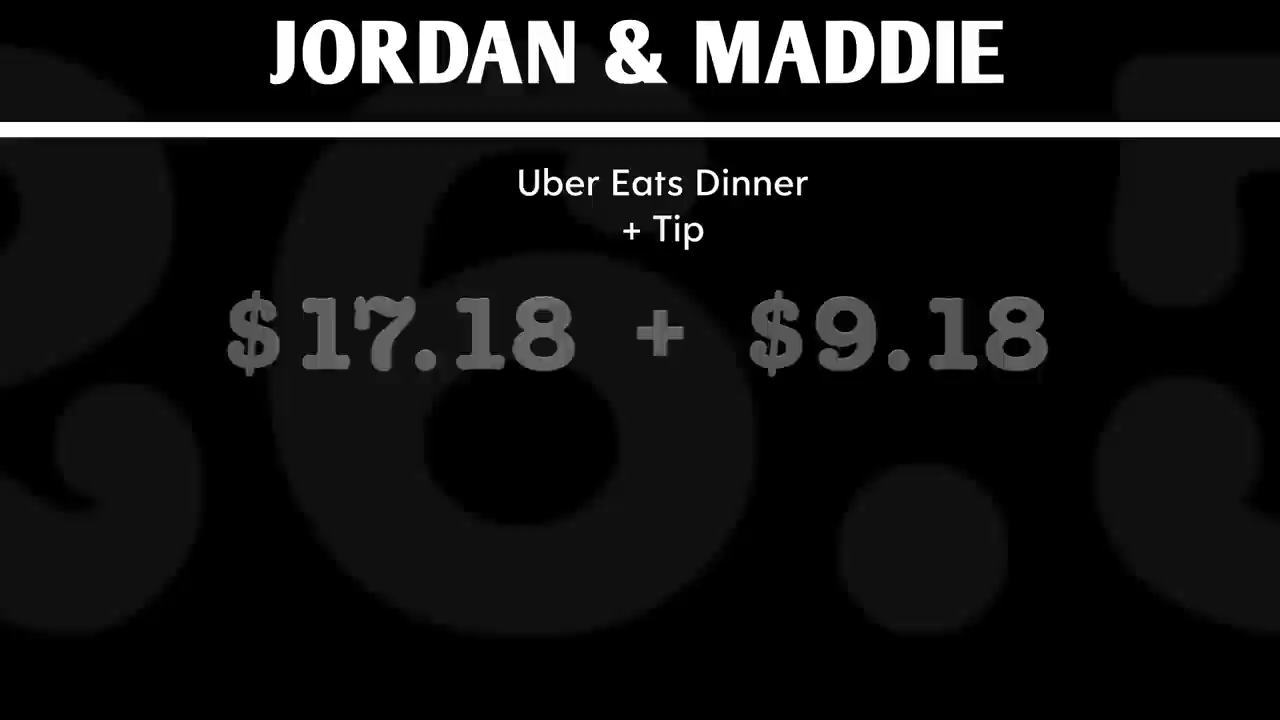 JORDAN & MADDIE
Uber Eats Dinner
+ Tip
$17.18 + $9.18